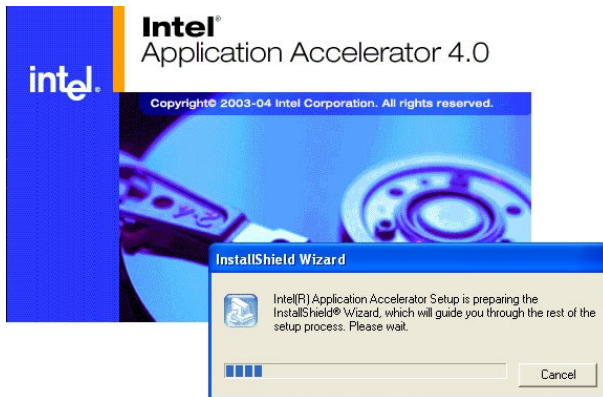 Intel®
Application Accelerator 4.0
intel.
Copyright© 2003-04 Intel Corporation. All rights reserved.
InstallShield Wizard
Intel(R) Application Accelerator Setup is preparing the
InstallShield® Wizard, which will guide you through the rest of the
setup process. Please wait.
Cancel